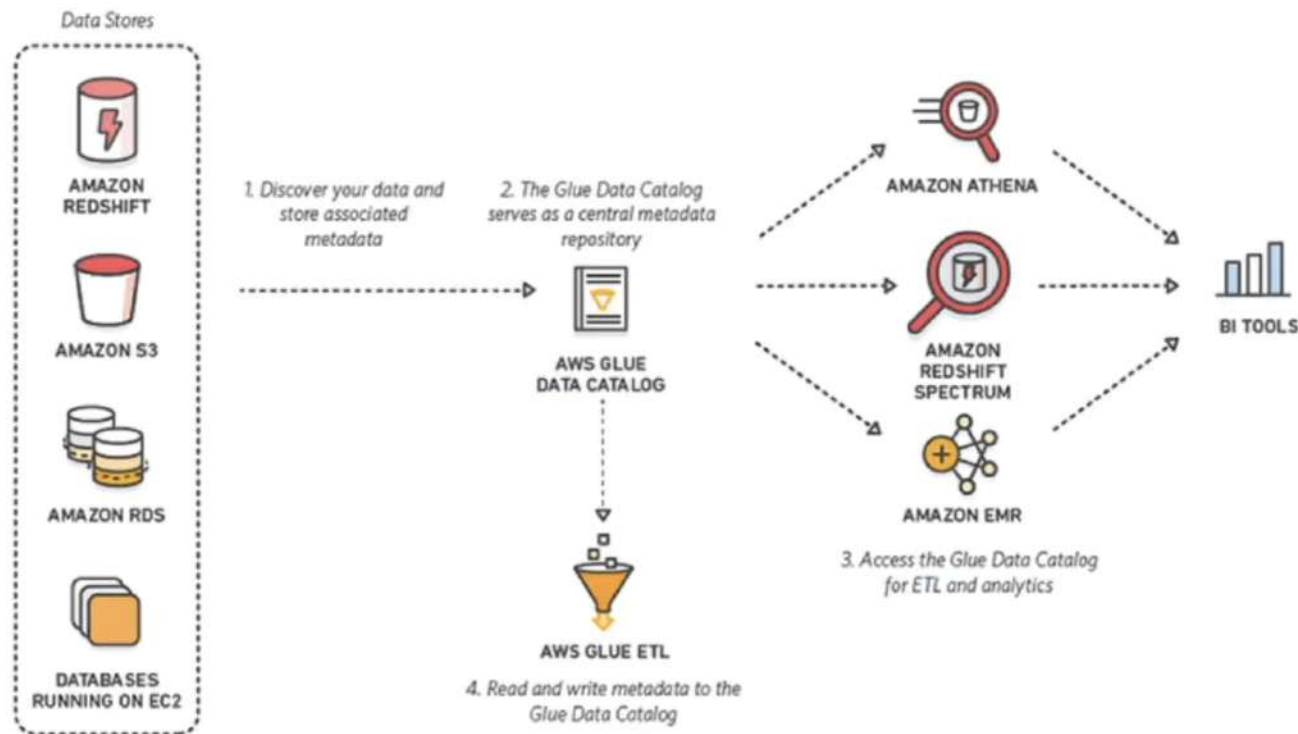 Data Stores
AMAZON
REDSHIFT
AMAZON S3
AMAZON RDS
DATABASES
RUNNING ON EC2
1. Discover your data and
store associated
metadata
2. The Glue Data Catalog
serves as a central metadata
repository
AWS GLUE
DATA CATALOG
AWS GLUE ETL
4. Read and write metadata to the
Glue Data Catalog
AMAZON ATHENA
AMAZON
REDSHIFT
SPECTRUM
AMAZON EMR
3. Access the Glue Data Catalog
for ETL and analytics
BI TOOLS